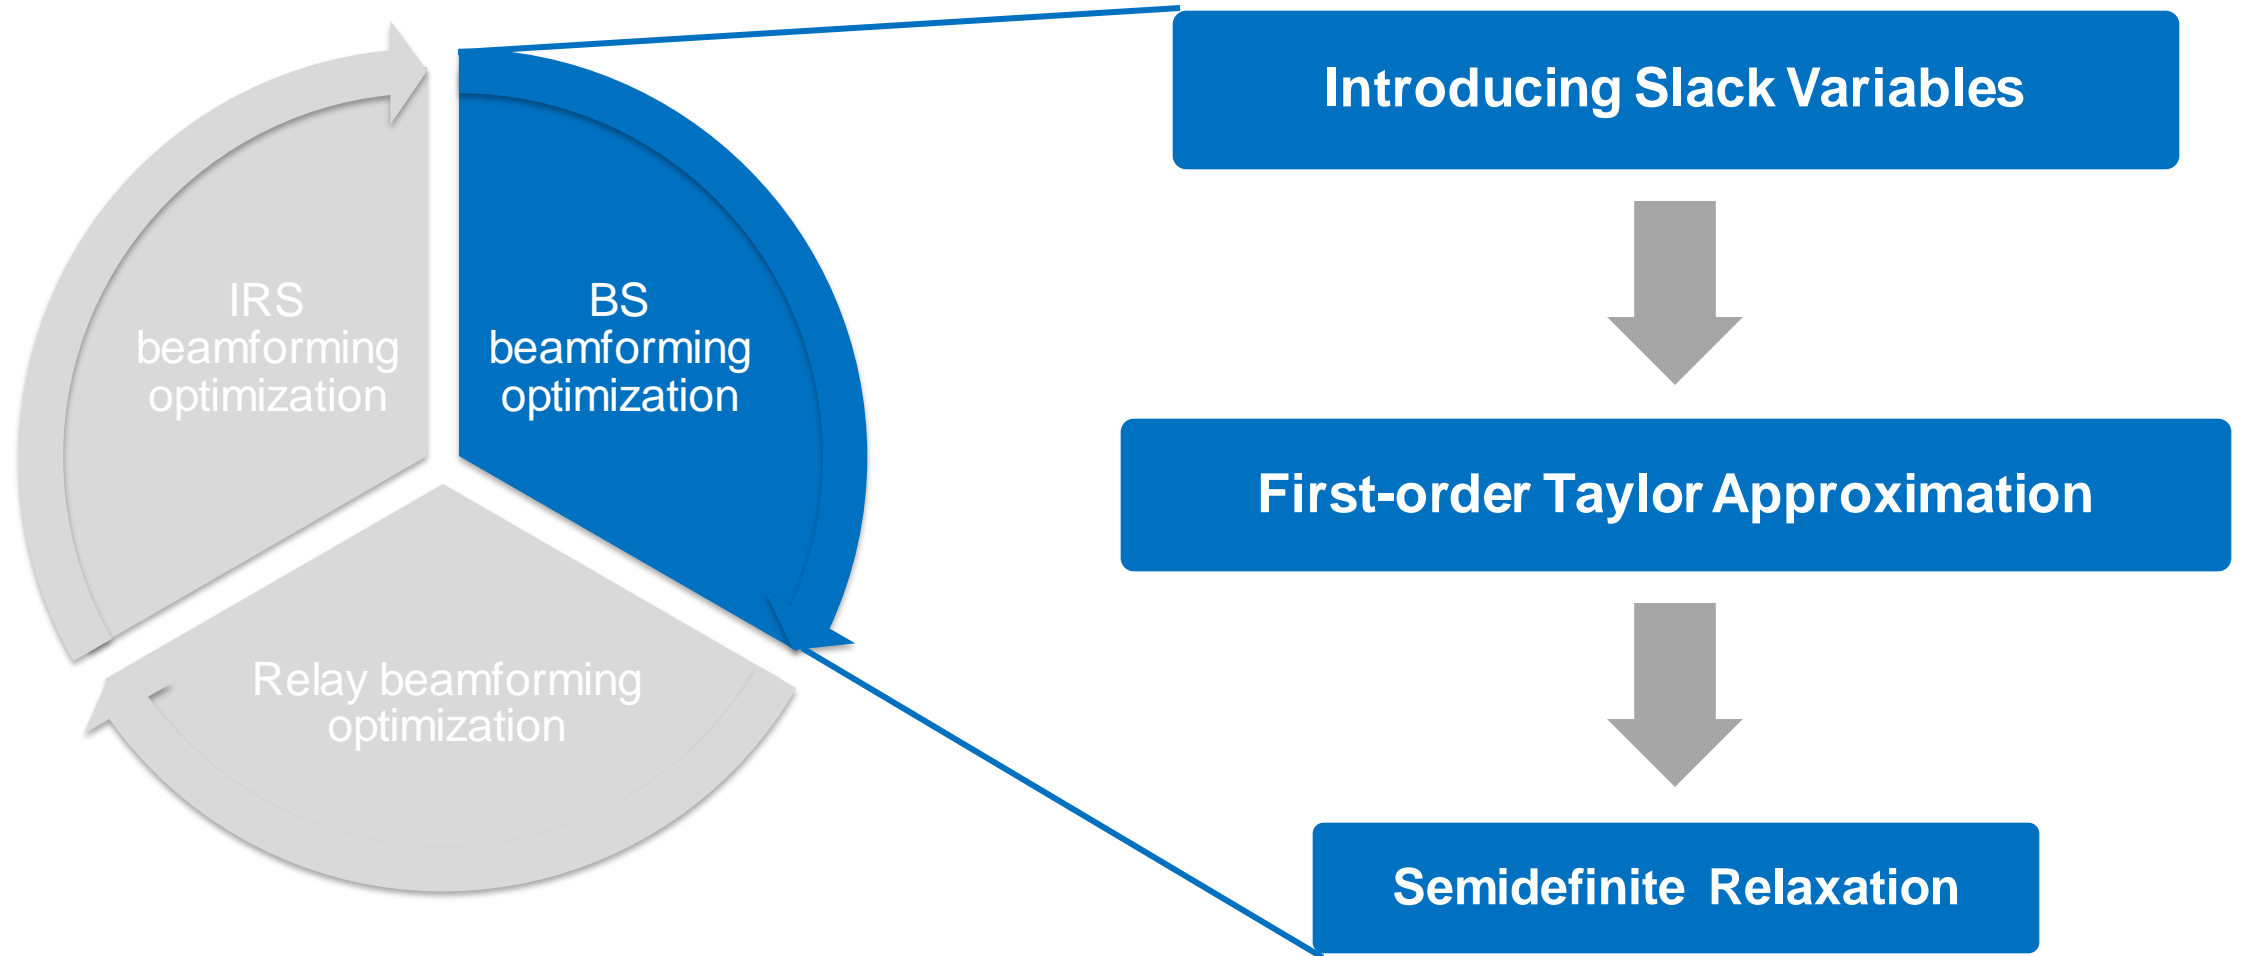 IRS
beamforming
optimization
BS
beamforming
optimization
Relay beamforming
optimization
Introducing Slack Variables
First-order Taylor Approximation
Semidefinite Relaxation